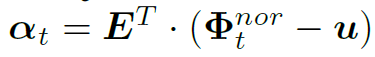 α_t = E^T · (Φ_t^{nor} − u)